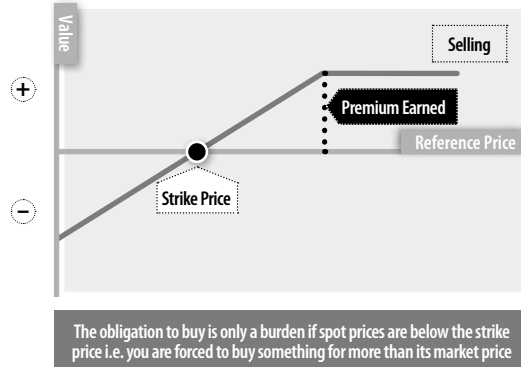 Value
Selling
+
Premium Earned
Reference Price
Strike Price
−
The obligation to buy is only a burden if spot prices are below the strike
price i.e. you are forced to buy something for more than its market price